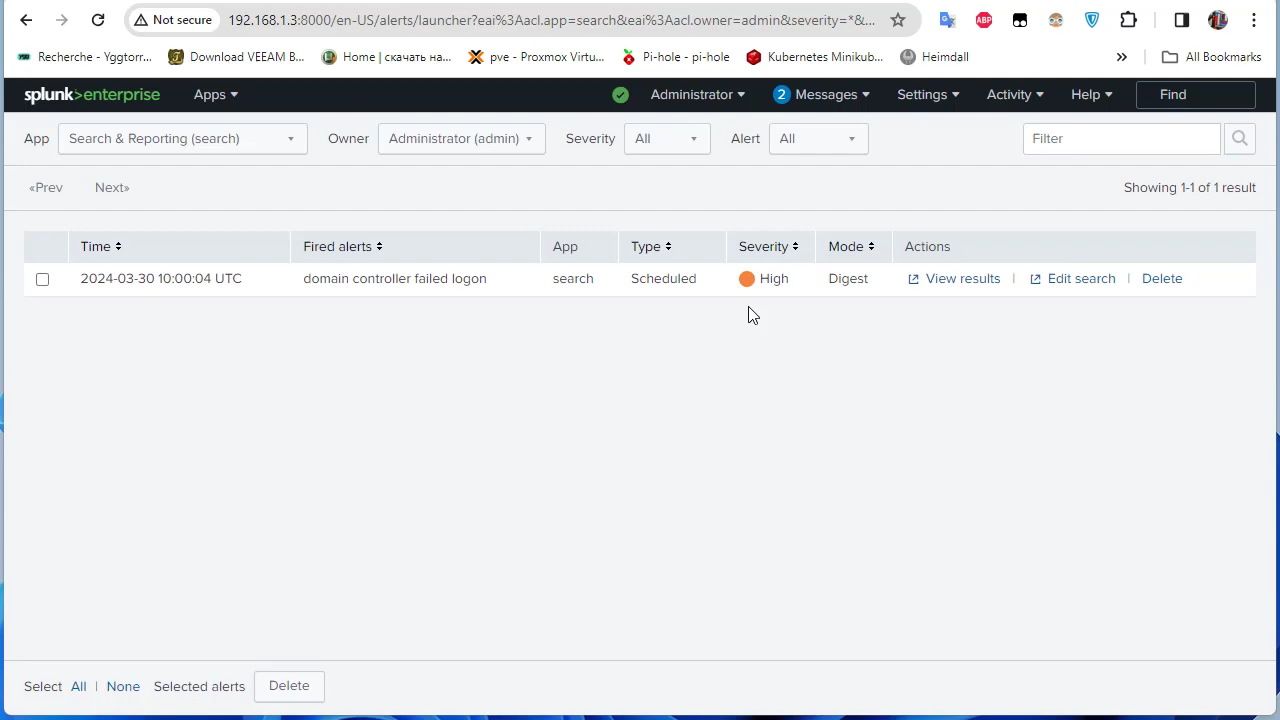 Not secure 192.168.1.3:8000/en-US/alerts/launcher?eai%3Aacl.app=search&eai%3Aacl.owner=admin&severity=*&... ABP
Recherche - Yggtorr... Download VEEAM B... Home | скачать на... pve - Proxmox Virtu... Pi-hole - pi-hole Kubernetes Minikub... Heimdall » All Bookmarks
splunk>enterprise Apps Administrator 2 Messages Settings Activity Help Find
App Search & Reporting (search) Owner Administrator (admin) Severity All Alert All Filter
«Prev Next» Showing 1-1 of 1 result
Time Fired alerts App Type Severity Mode Actions
2024-03-30 10:00:04 UTC domain controller failed logon search Scheduled High Digest View results | Edit search | Delete
Select All | None Selected alerts Delete